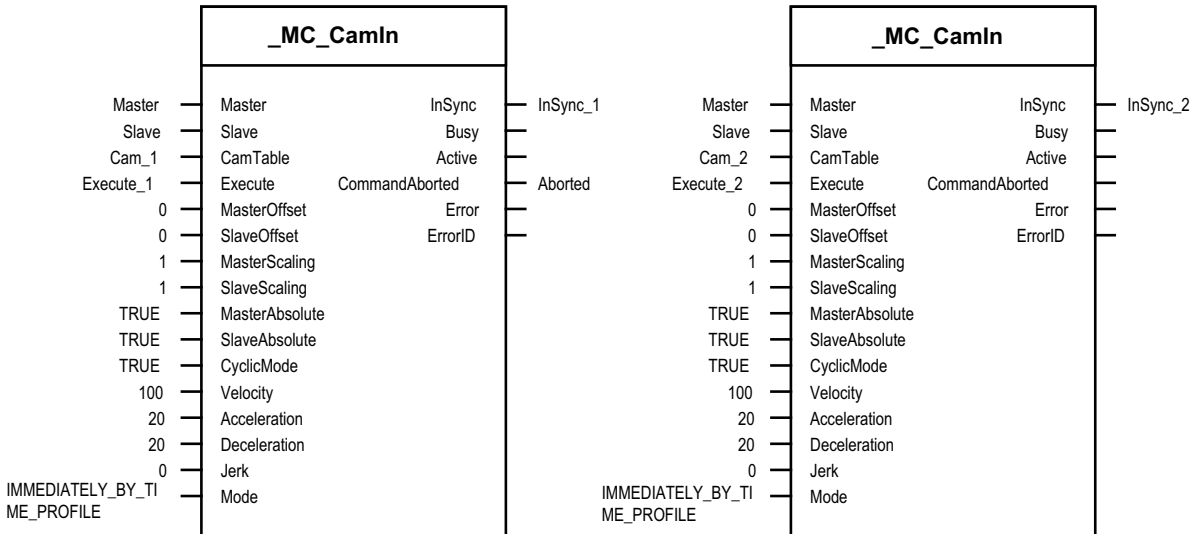 _MC_CamIn
Master Master InSync InSync_1
Slave Slave Busy
Cam_1 CamTable Active
Execute_1 Execute CommandAborted Aborted
0 MasterOffset Error
0 SlaveOffset ErrorID
1 MasterScaling
1 SlaveScaling
TRUE MasterAbsolute
TRUE SlaveAbsolute
TRUE CyclicMode
100 Velocity
20 Acceleration
20 Deceleration
0 Jerk
IMMEDIATELY_BY_TI
ME_PROFILE
Mode
_MC_CamIn
Master Master InSync InSync_2
Slave Slave Busy
Cam_2 CamTable Active
Execute_2 Execute CommandAborted
0 MasterOffset Error
0 SlaveOffset ErrorID
1 MasterScaling
1 SlaveScaling
TRUE MasterAbsolute
TRUE SlaveAbsolute
TRUE CyclicMode
100 Velocity
20 Acceleration
20 Deceleration
0 Jerk
IMMEDIATELY_BY_TI
ME_PROFILE
Mode